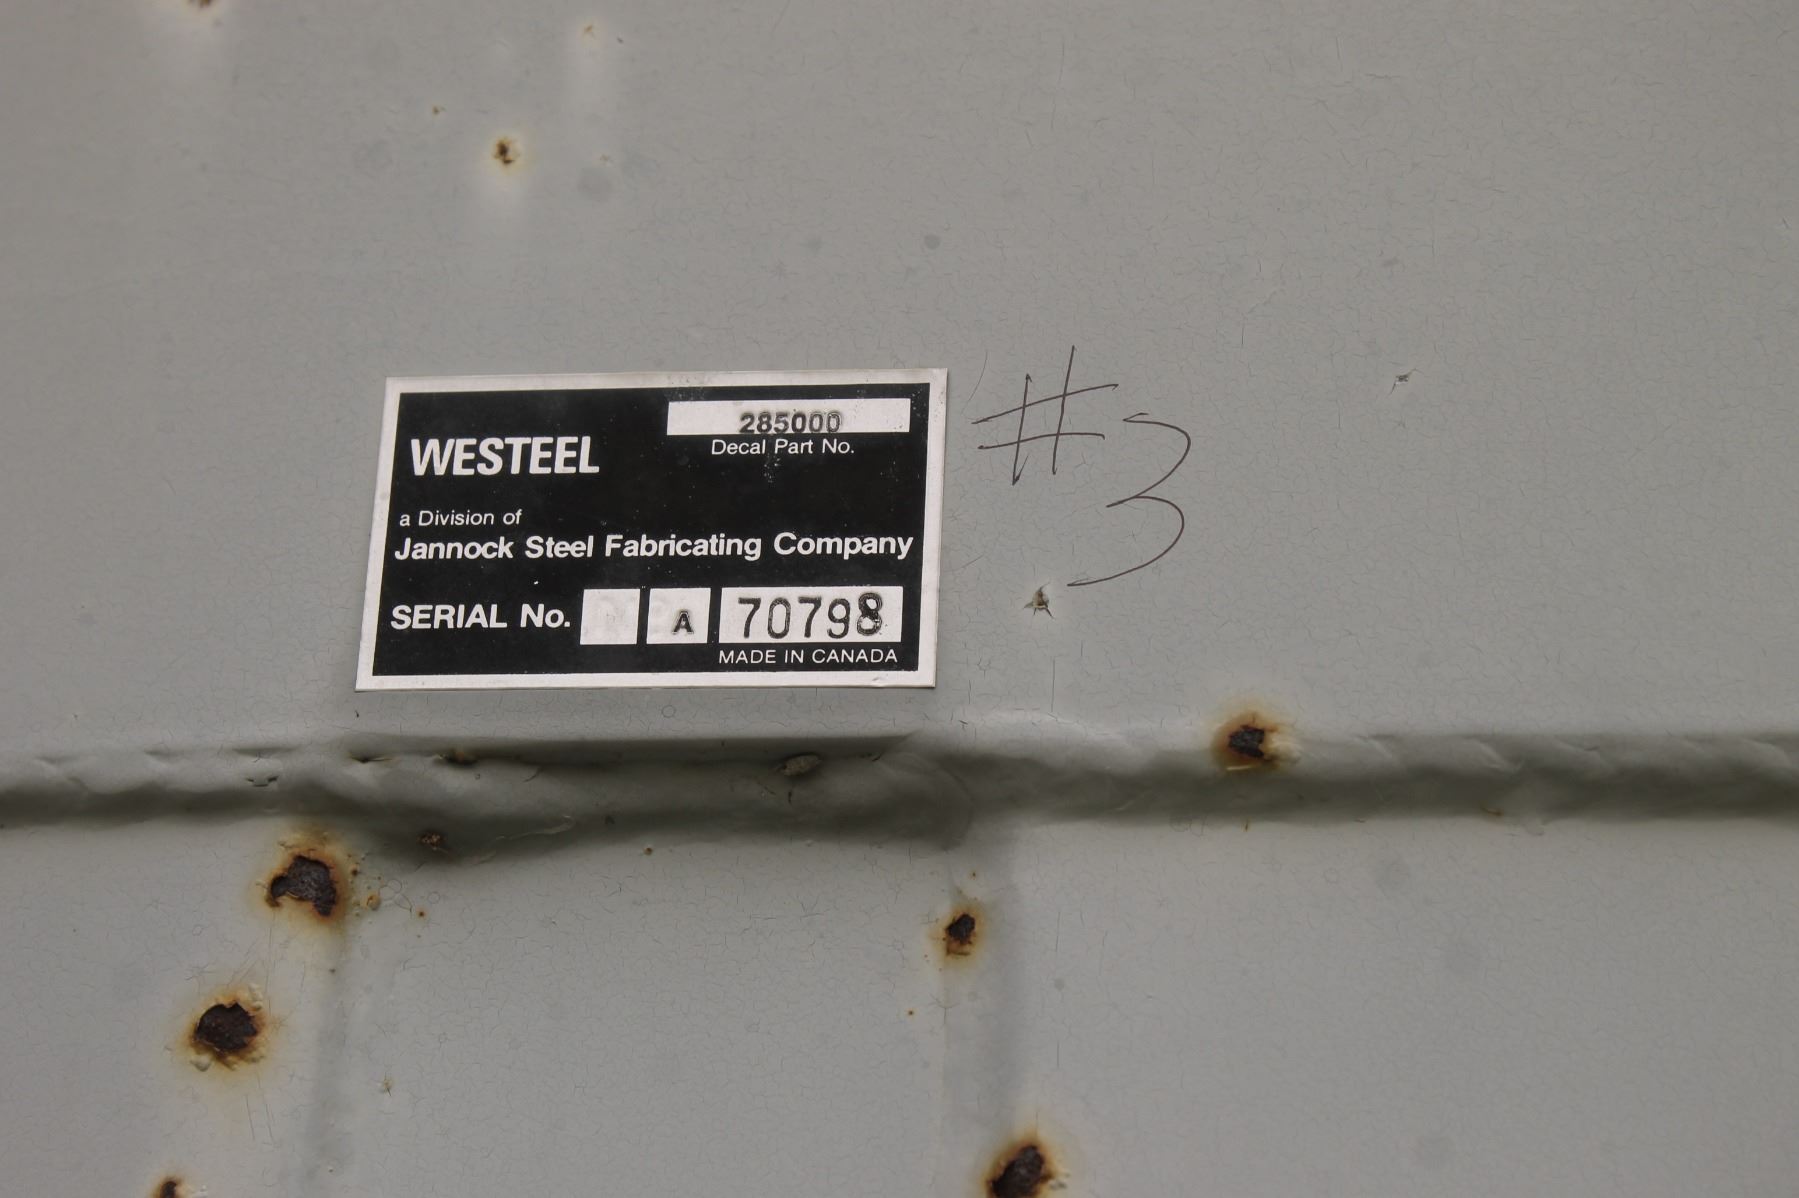 285000
Decal Part No.
WESTEEL
a Division of
Jannock Steel Fabricating Company
SERIAL No. A 70798
MADE IN CANADA
#3